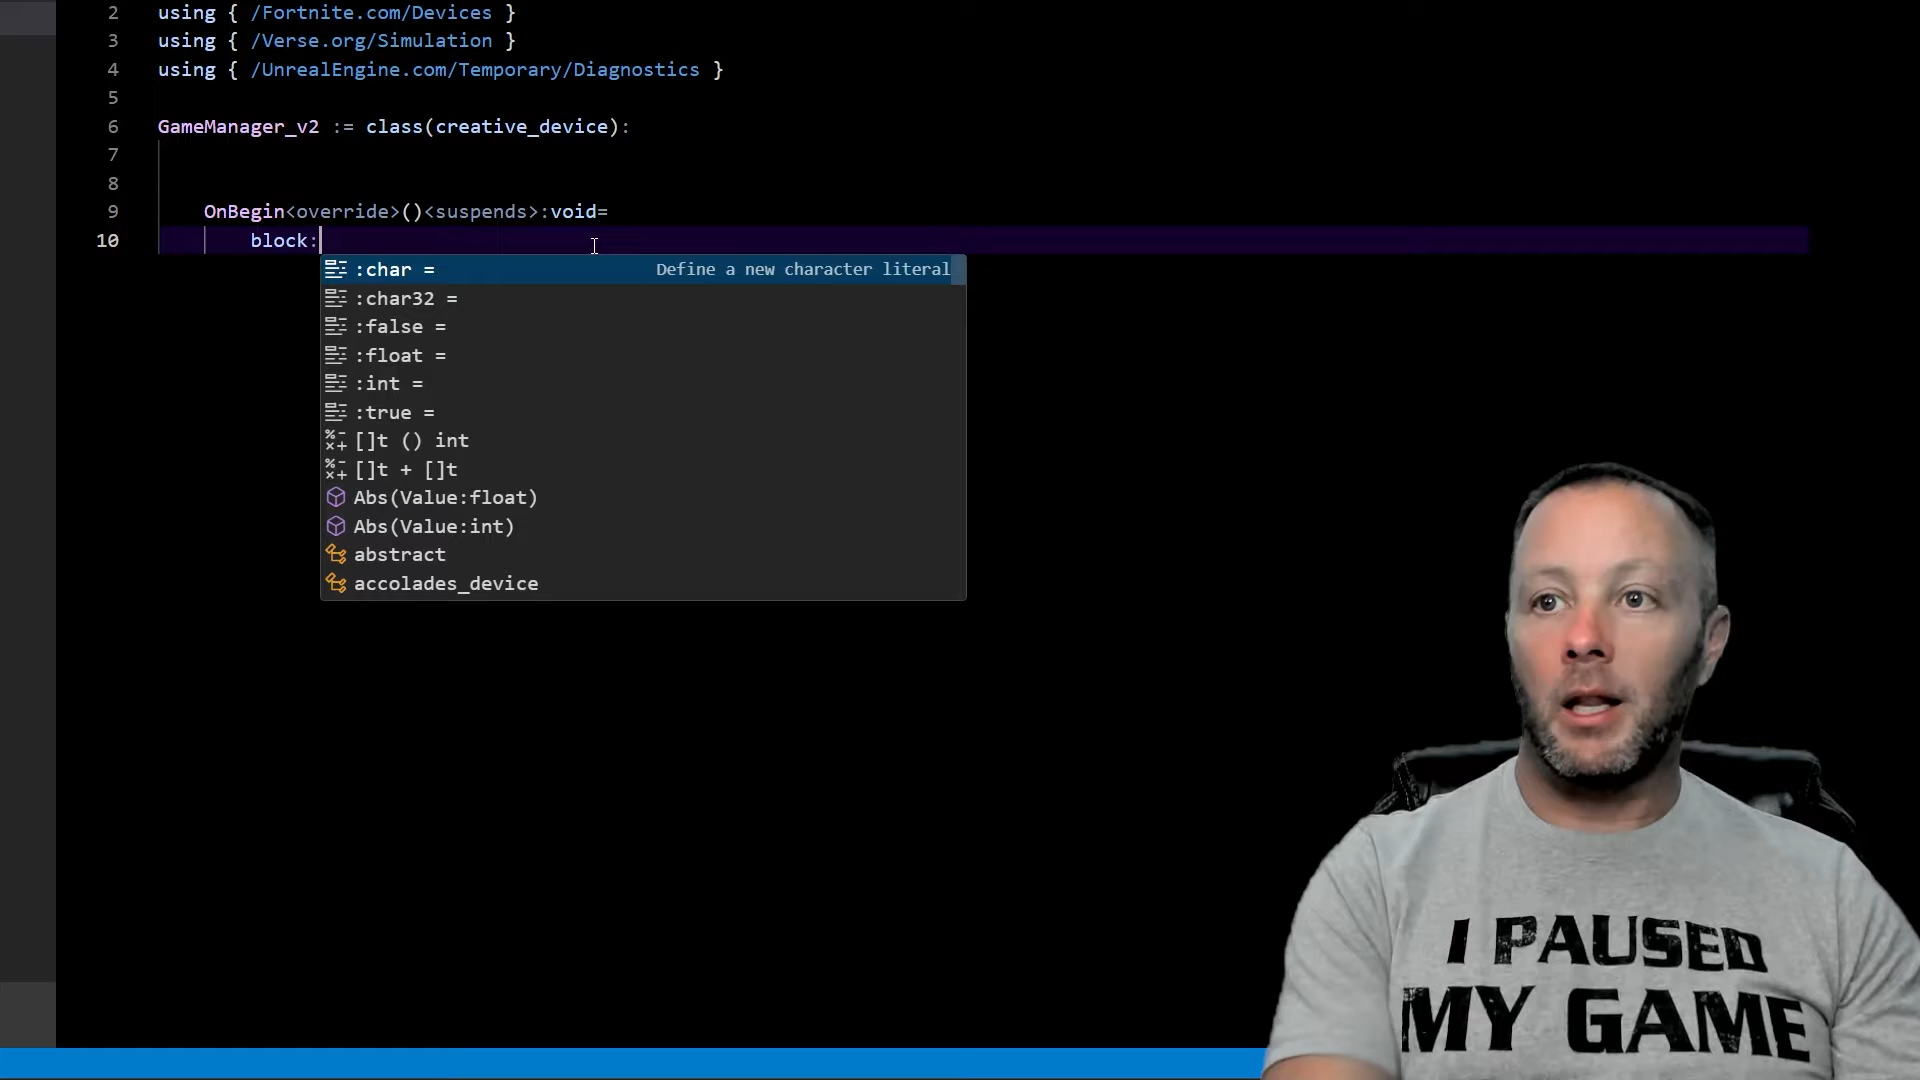 2 using { /Fortnite.com/Devices }
3 using { /Verse.org/Simulation }
4 using { /UnrealEngine.com/Temporary/Diagnostics }
5
6 GameManager_v2 := class(creative_device):
7
8
9 OnBegin<override>()<suspends>:void=
10 block:
:char = Define a new character literal
:char32 =
:false =
:float =
:int =
:true =
[]t () int
[]t + []t
Abs(Value:float)
Abs(Value:int)
abstract
accolades_device
I PAUSED
MY GAME